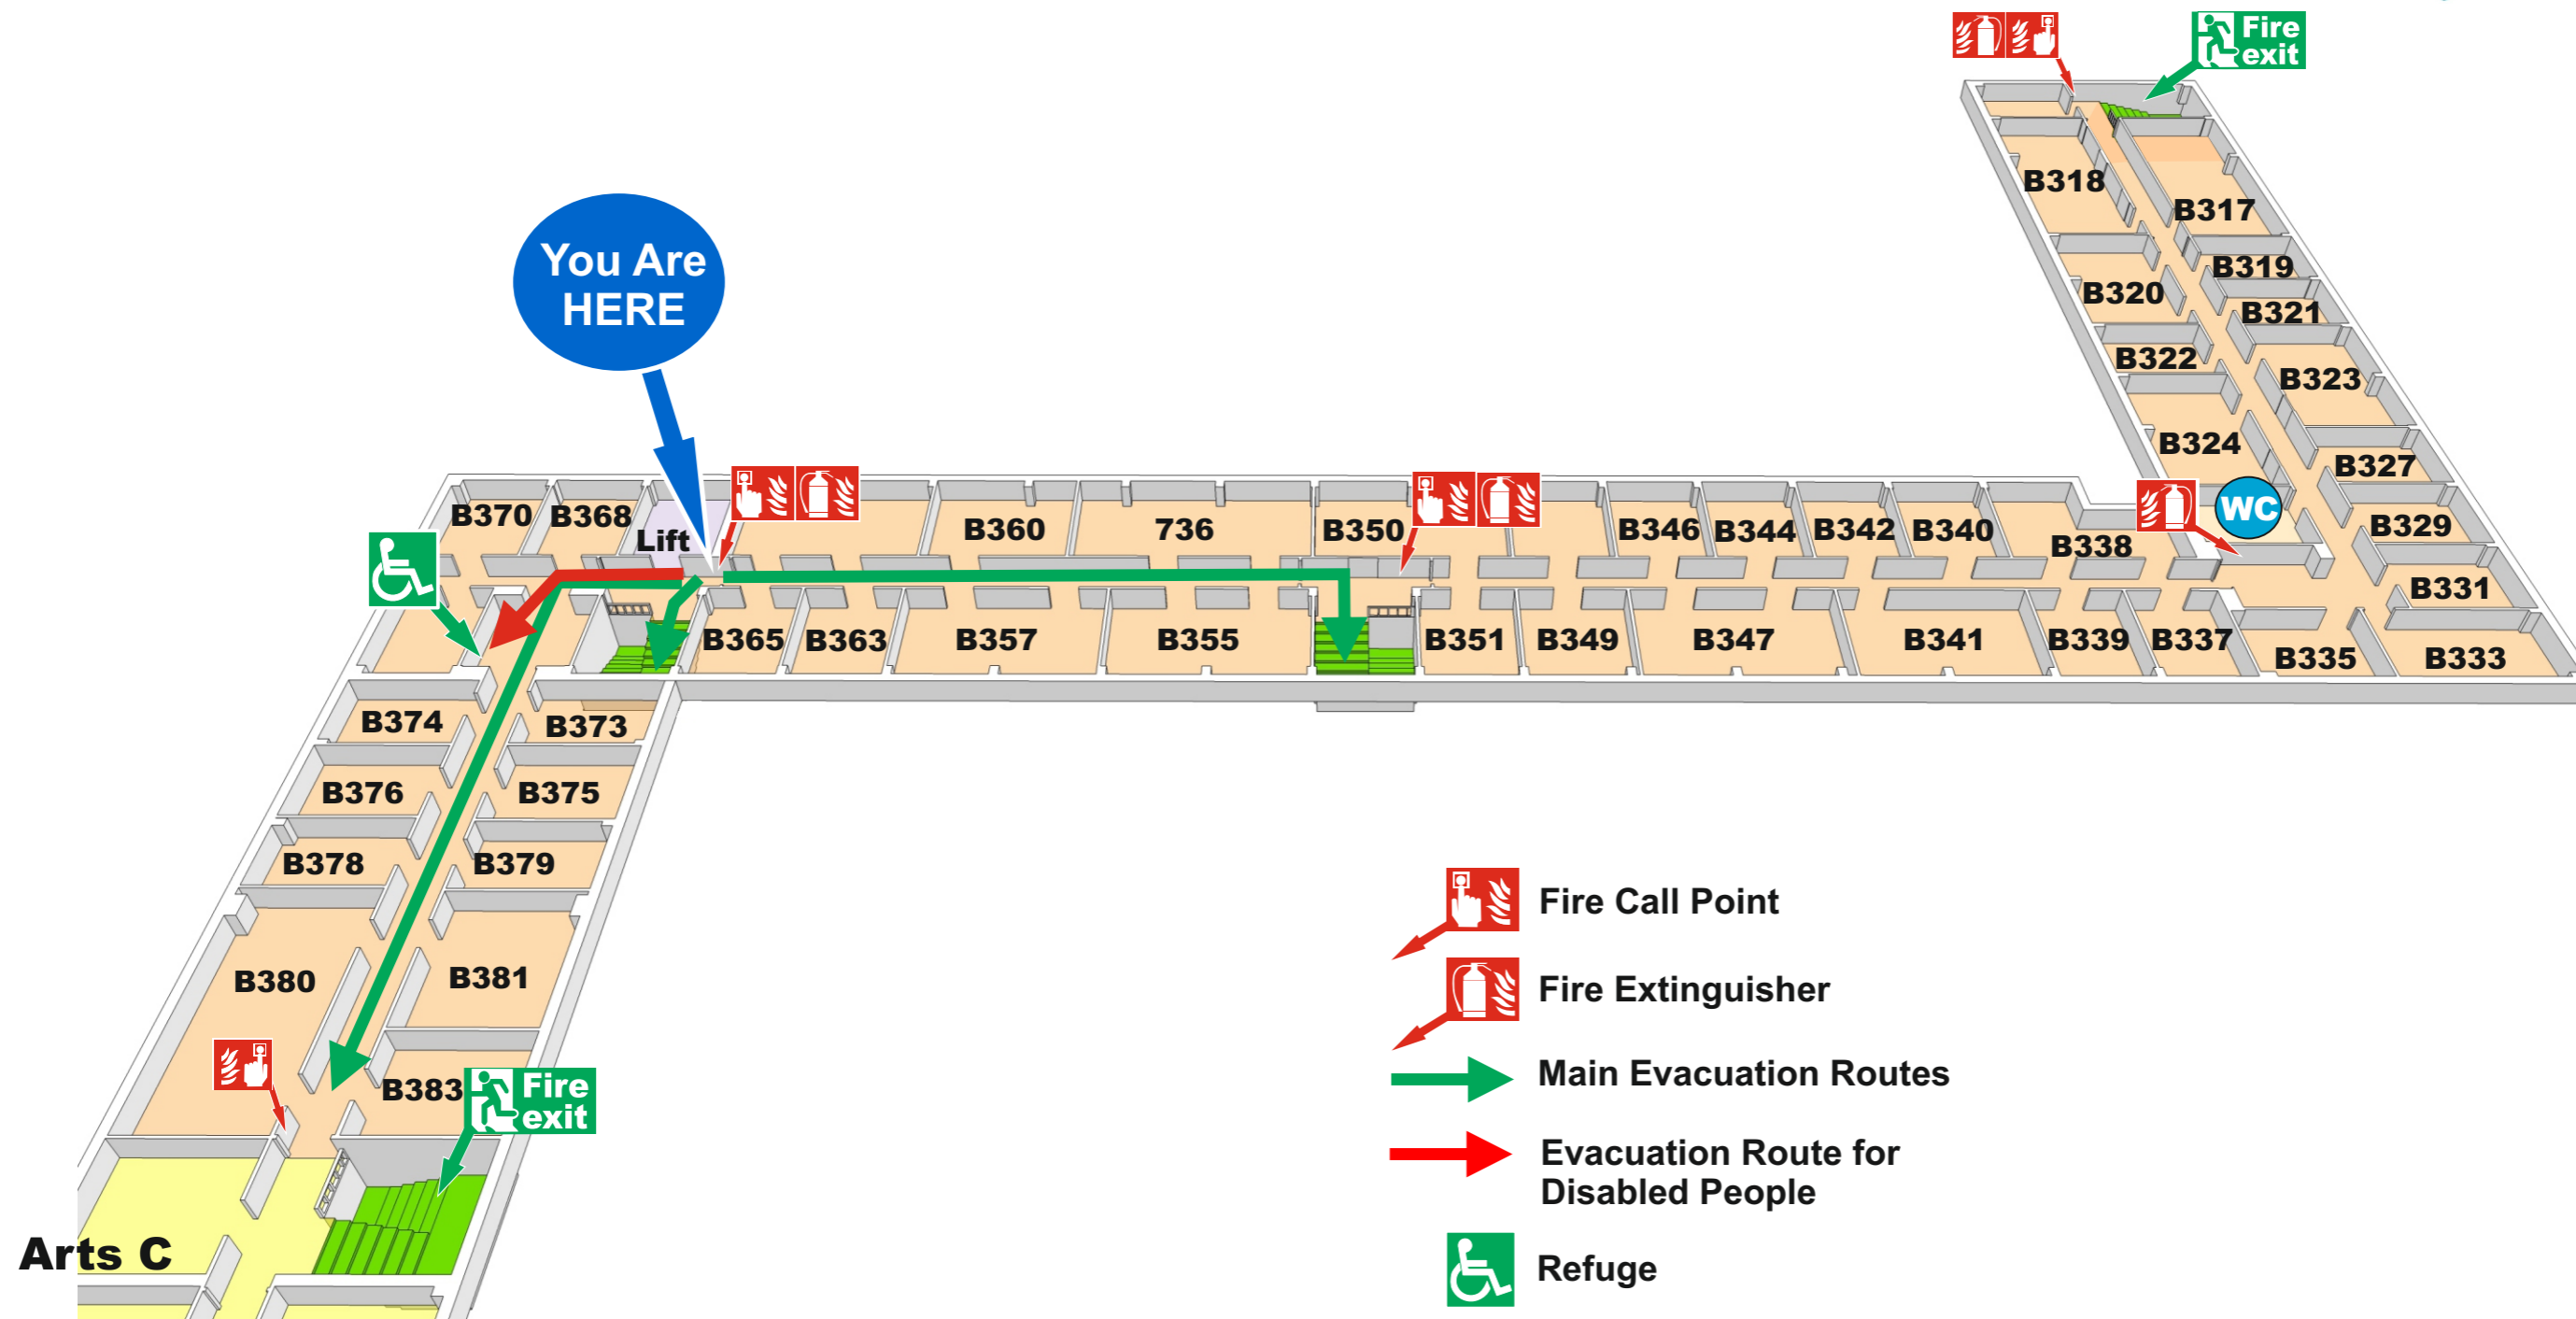 Fire
exit
B318
B317
B319
B320
B321
B322
B323
B324
B327
WC
B329
B331
B333
B335
You Are
HERE
B370
B368
Lift
B360
736
B350
B346
B344
B342
B340
B338
B365
B363
B357
B355
B351
B349
B347
B341
B339
B337
B374
B373
B376
B375
B378
B379
B380
B381
B383
Fire
exit
Arts C
Fire Call Point
Fire Extinguisher
Main Evacuation Routes
Evacuation Route for
Disabled People
Refuge